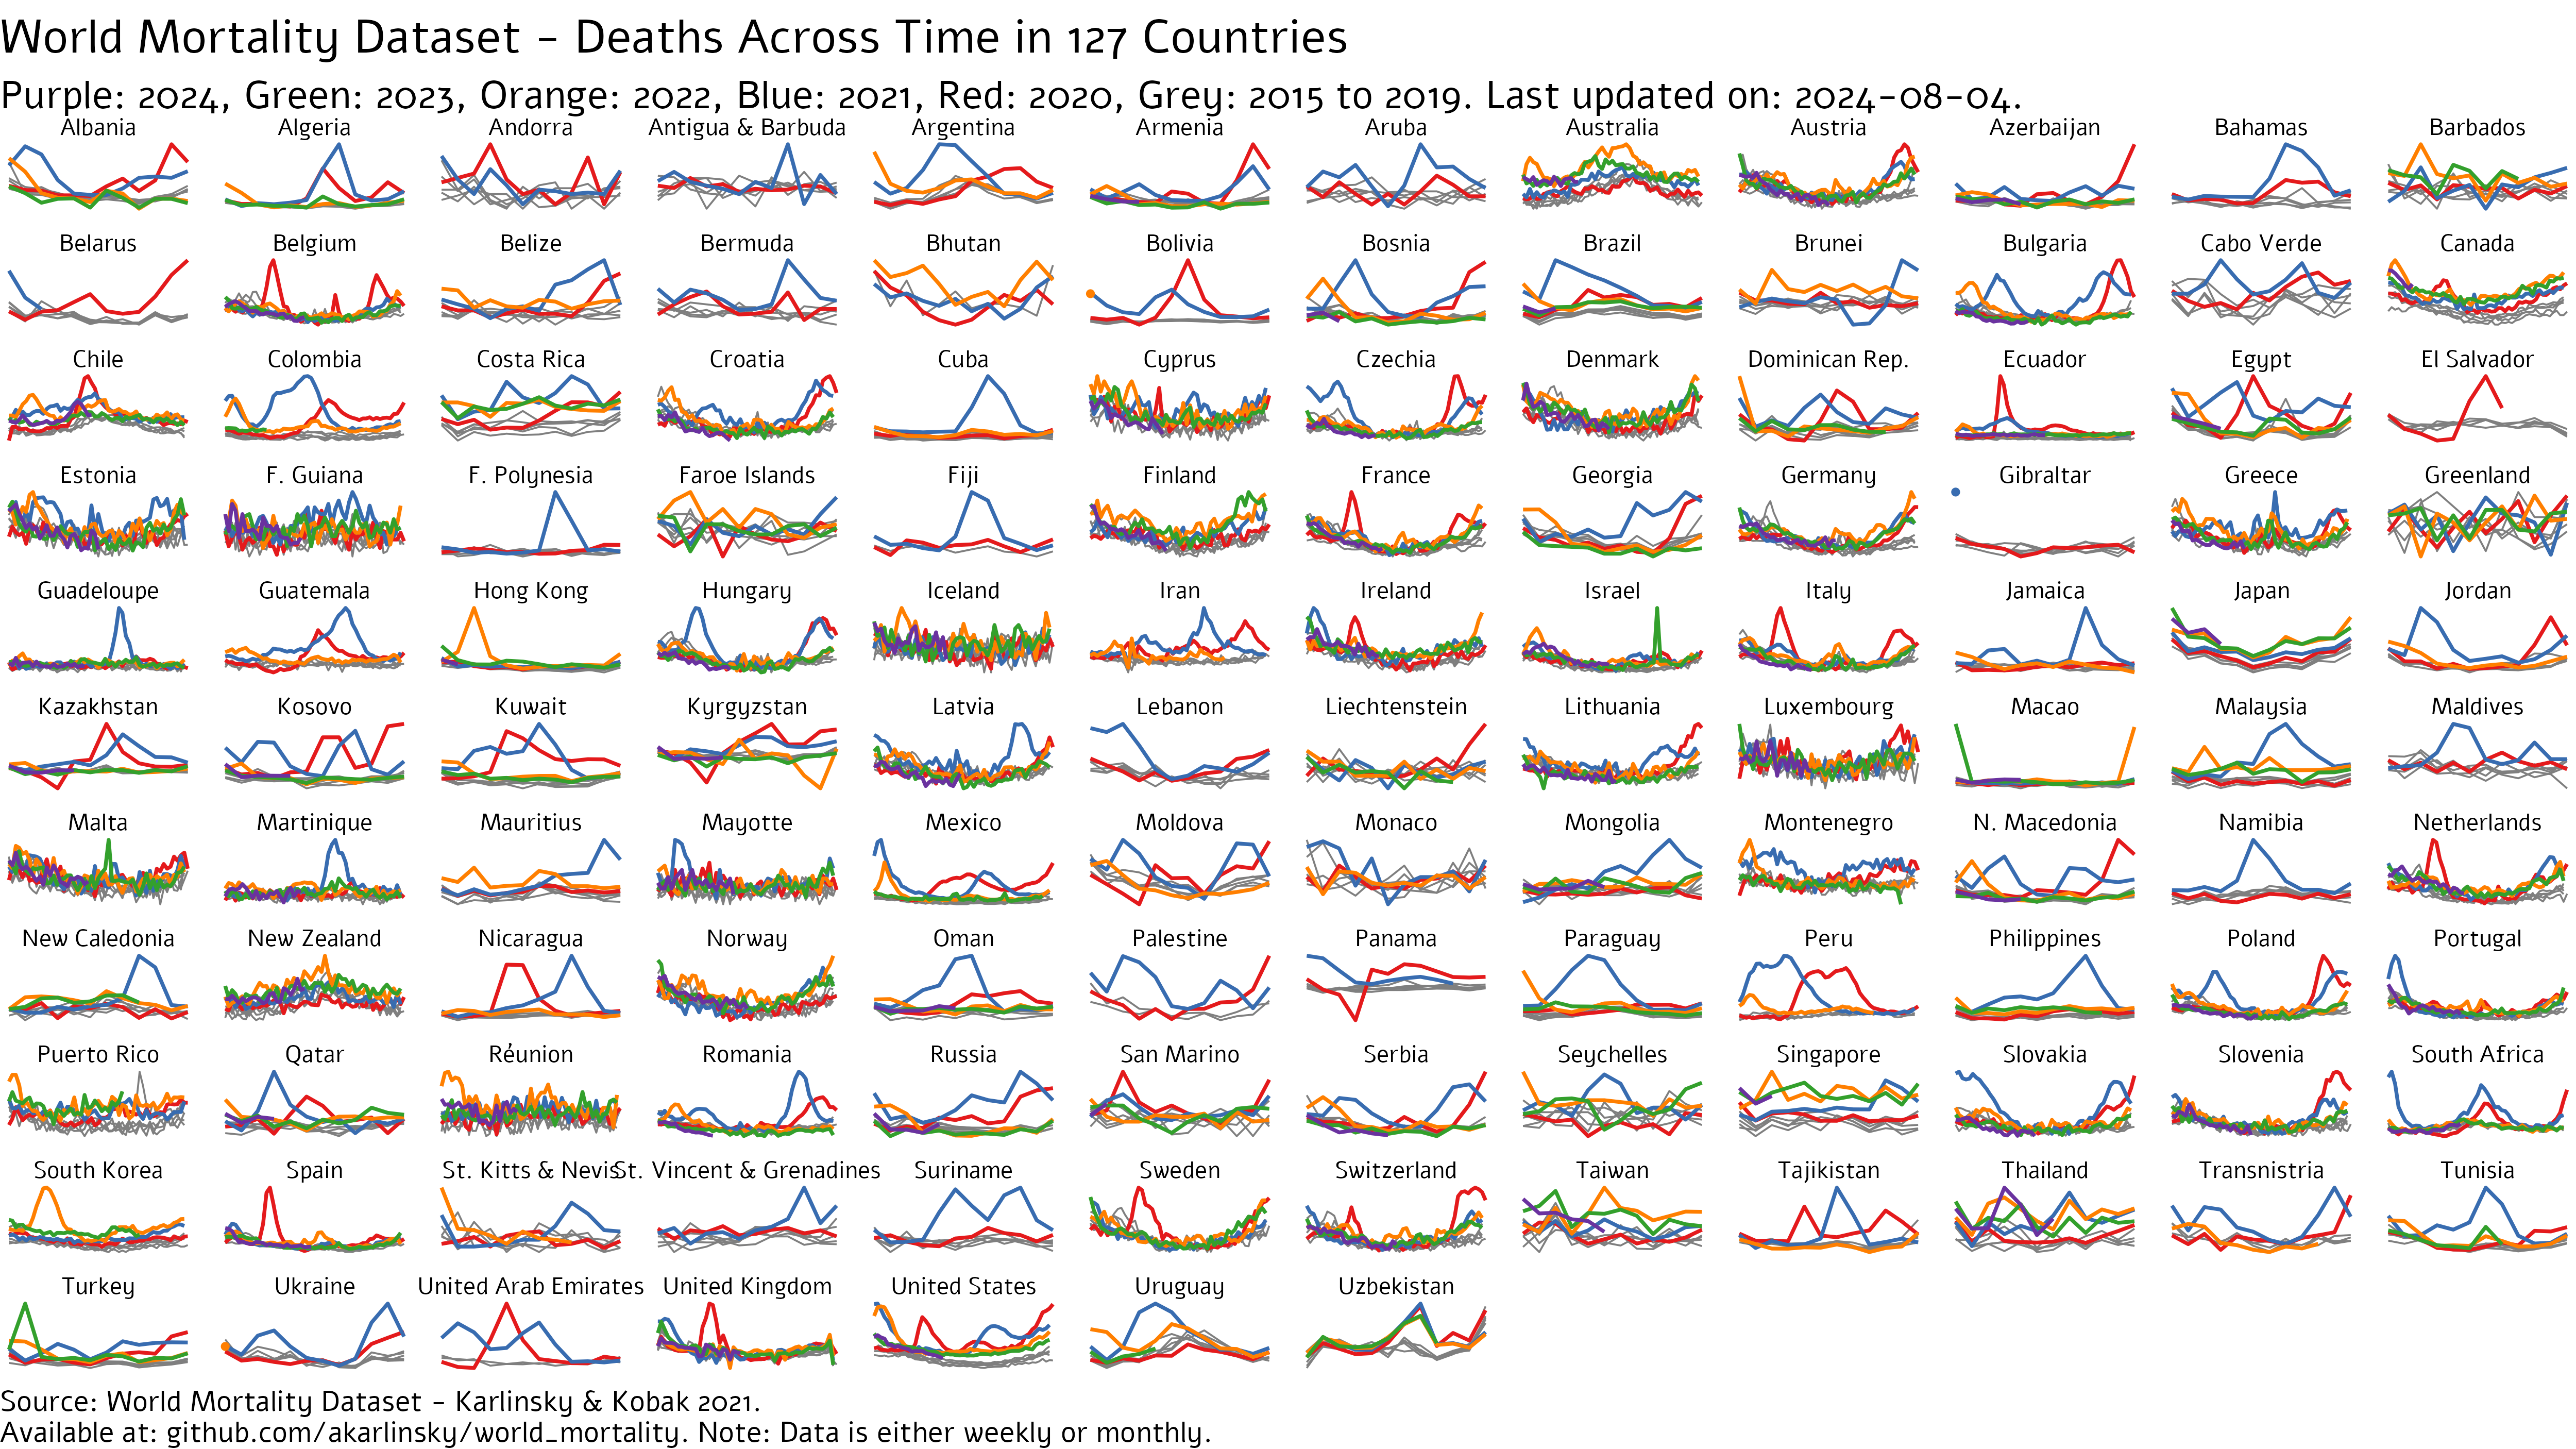 World Mortality Dataset - Deaths Across Time in 127 Countries
Purple: 2024, Green: 2023, Orange: 2022, Blue: 2021, Red: 2020, Grey: 2015 to 2019. Last updated on: 2024-08-04.
Albania Algeria Andorra Antigua & Barbuda Argentina Armenia Aruba Australia Austria Azerbaijan Bahamas Barbados
Belarus Belgium Belize Bermuda Bhutan Bolivia Bosnia Brazil Brunei Bulgaria Cabo Verde Canada
Chile Colombia Costa Rica Croatia Cuba Cyprus Czechia Denmark Dominican Rep. Ecuador Egypt El Salvador
Estonia F. Guiana F. Polynesia Faroe Islands Fiji Finland France Georgia Germany Gibraltar Greece Greenland
Guadeloupe Guatemala Hong Kong Hungary Iceland Iran Ireland Israel Italy Jamaica Japan Jordan
Kazakhstan Kosovo Kuwait Kyrgyzstan Latvia Lebanon Liechtenstein Lithuania Luxembourg Macao Malaysia Maldives
Malta Martinique Mauritius Mayotte Mexico Moldova Monaco Mongolia Montenegro N. Macedonia Namibia Netherlands
New Caledonia New Zealand Nicaragua Norway Oman Palestine Panama Paraguay Peru Philippines Poland Portugal
Puerto Rico Qatar Réunion Romania Russia San Marino Serbia Seychelles Singapore Slovakia Slovenia South Africa
South Korea Spain St. Kitts & Nevis St. Vincent & Grenadines Suriname Sweden Switzerland Taiwan Tajikistan Thailand Transnistria Tunisia
Turkey Ukraine United Arab Emirates United Kingdom United States Uruguay Uzbekistan
Source: World Mortality Dataset - Karlinsky & Kobak 2021.
Available at: github.com/akarlinsky/world_mortality. Note: Data is either weekly or monthly.